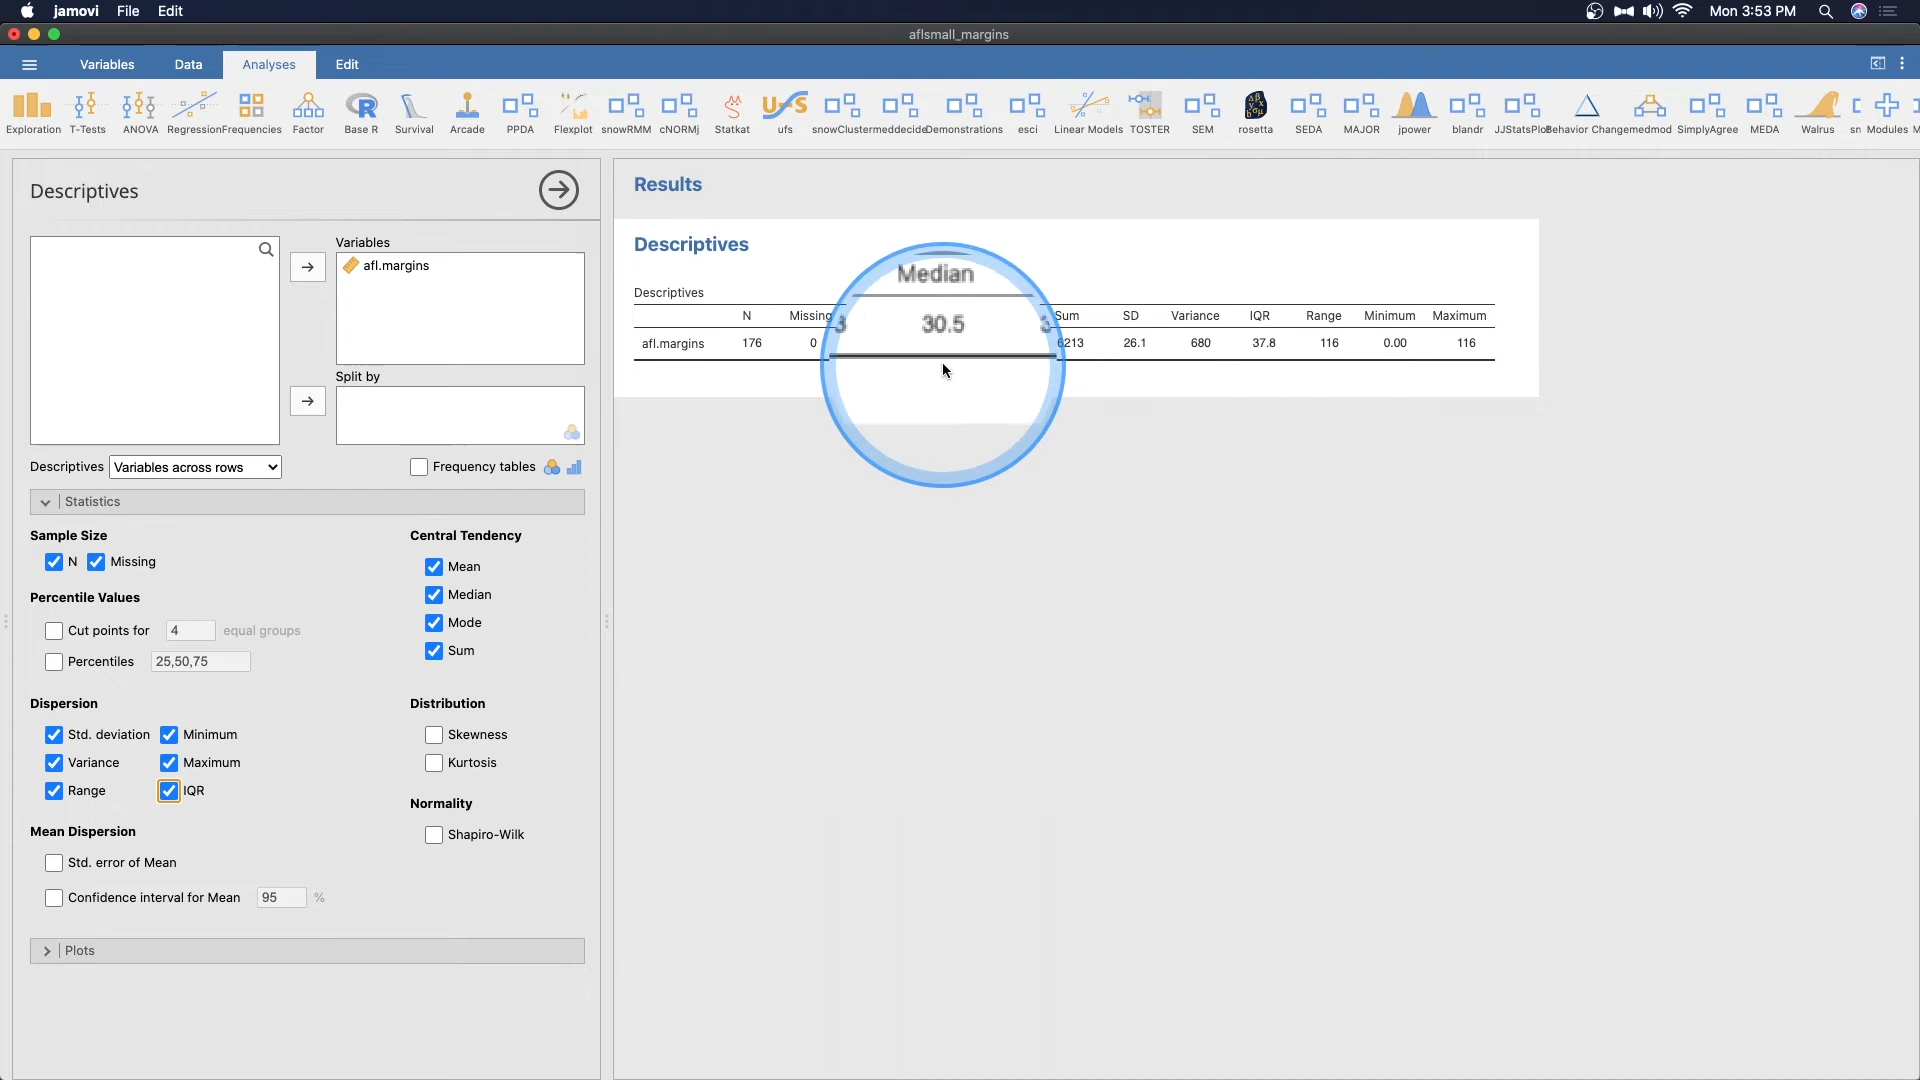 jamovi File Edit Mon 3:53 PM
aflsmall_margins
Variables Data Analyses Edit
Exploration T-Tests ANOVA Regression Frequencies Factor Base R Survival Arcade PPDA Flexplot snowRMM cNORMj Statkat ufs snowCluster meddecide Demonstrations esci Linear Models TOSTER SEM rosetta SEDA MAJOR jpower blandr JJStatsPlo Behavior Change medmod SimplyAgree MEDA Walrus sn Modules
Descriptives
Variables
afl.margins
Split by
Descriptives Variables across rows Frequency tables
Statistics
Sample Size
N Missing
Percentile Values
Cut points for 4 equal groups
Percentiles 25,50,75
Dispersion
Std. deviation Minimum
Variance Maximum
Range IQR
Mean Dispersion
Std. error of Mean
Confidence interval for Mean 95 %
Central Tendency
Mean
Median
Mode
Sum
Distribution
Skewness
Kurtosis
Normality
Shapiro-Wilk
Plots
Results
Descriptives
Descriptives
N Missing Median Sum SD Variance IQR Range Minimum Maximum
afl.margins 176 0 30.5 6213 26.1 680 37.8 116 0.00 116